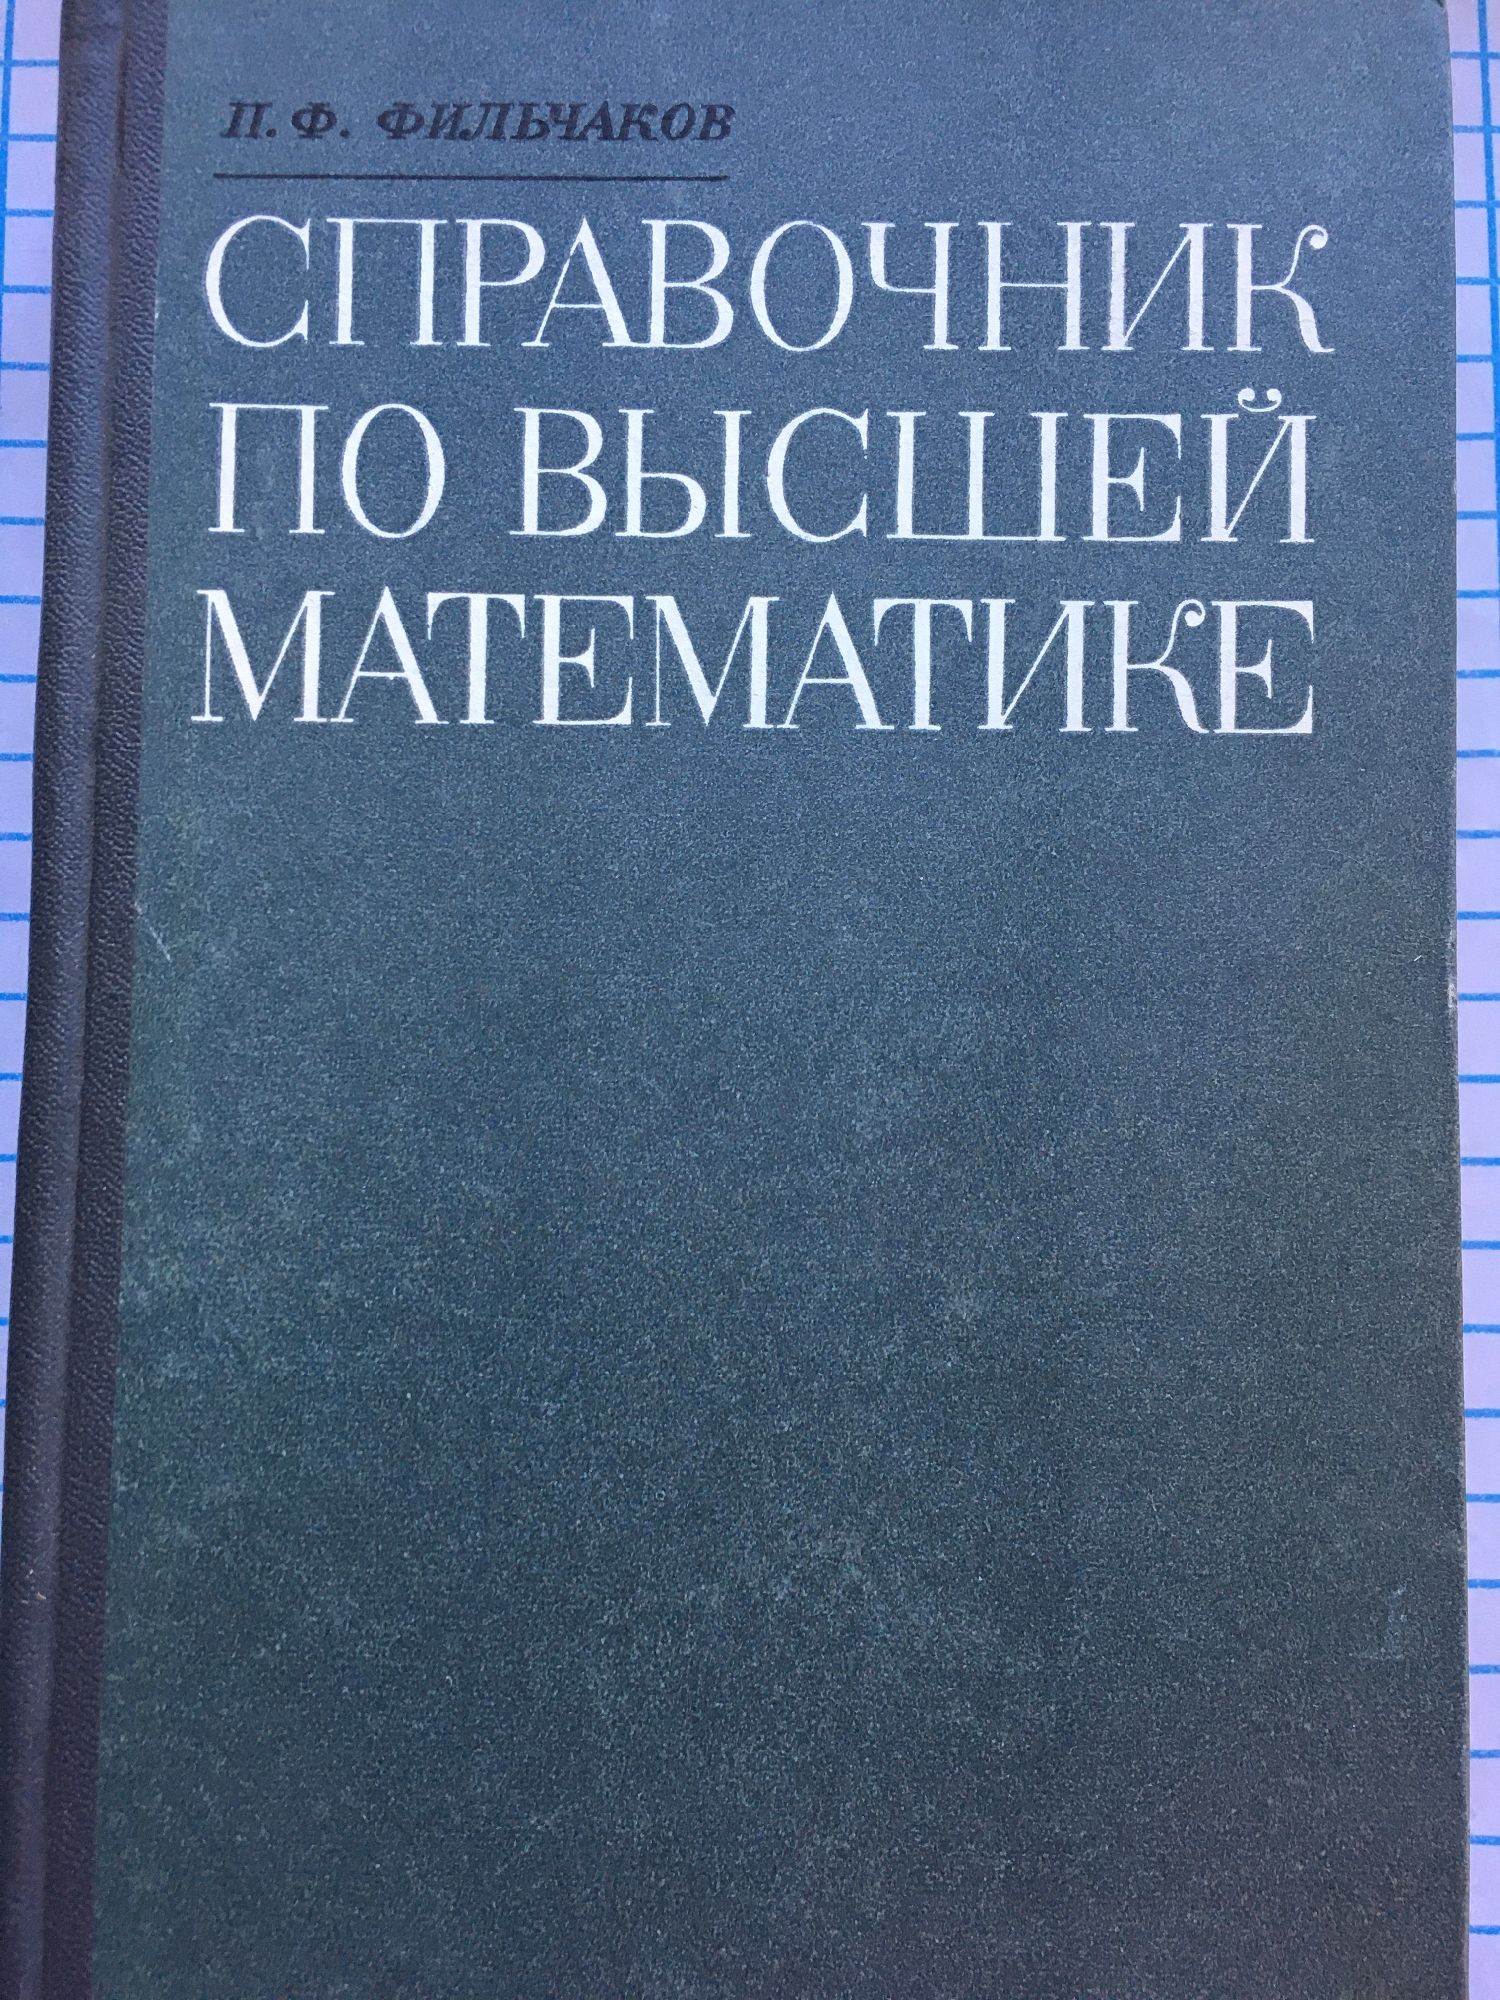 П. Ф. ФИЛЬЧАКОВ
СПРАВОЧНИК
ПО ВЫСШЕЙ
МАТЕМАТИКЕ